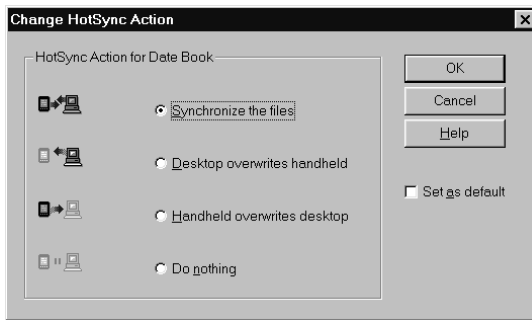 Change HotSync Action
HotSync Action for Date Book
Synchronize the files
Desktop overwrites handheld
Handheld overwrites desktop
Do nothing
OK
Cancel
Help
Set as default